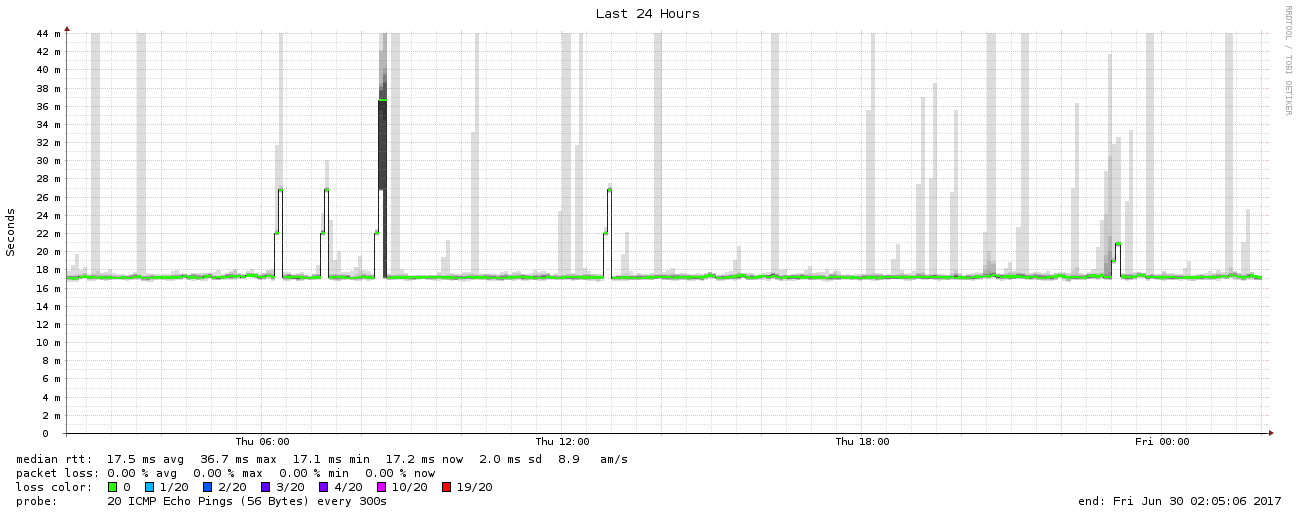 Last 24 Hours
RRDTOOL / TOBI OETIKER
Seconds
44 m
42 m
40 m
38 m
36 m
34 m
32 m
30 m
28 m
26 m
24 m
22 m
20 m
18 m
16 m
14 m
12 m
10 m
8 m
6 m
4 m
2 m
0
Thu 06:00 Thu 12:00 Thu 18:00 Fri 00:00
median rtt: 17.5 ms avg 36.7 ms max 17.1 ms min 17.2 ms now 2.0 ms sd 8.9 am/s
packet loss: 0.00 % avg 0.00 % max 0.00 % min 0.00 % now
loss color: 0 1/20 2/20 3/20 4/20 10/20 19/20
probe: 20 ICMP Echo Pings (56 Bytes) every 300s end: Fri Jun 30 02:05:06 2017